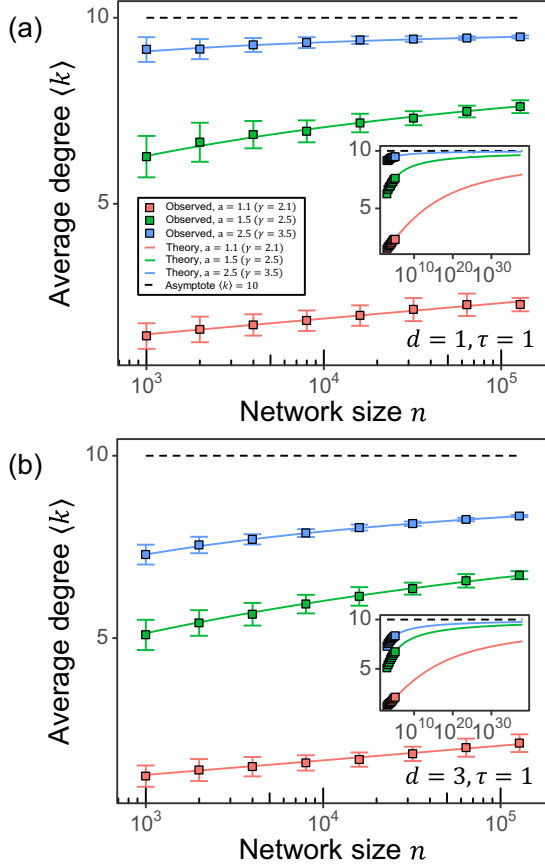 (a)
10
5
Average degree ⟨k⟩
Observed, a = 1.1 (γ = 2.1)
Observed, a = 1.5 (γ = 2.5)
Observed, a = 2.5 (γ = 3.5)
Theory, a = 1.1 (γ = 2.1)
Theory, a = 1.5 (γ = 2.5)
Theory, a = 2.5 (γ = 3.5)
Asymptote ⟨k⟩ = 10
10
5
10¹⁰ 10²⁰ 10³⁰
d = 1, τ = 1
10³ 10⁴ 10⁵
Network size n
(b)
10
5
Average degree ⟨k⟩
10
5
10¹⁰ 10²⁰ 10³⁰
d = 3, τ = 1
10³ 10⁴ 10⁵
Network size n